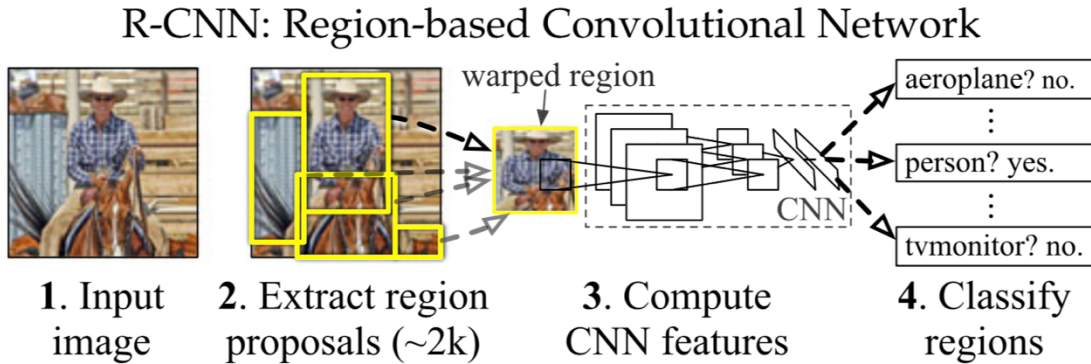 R-CNN: Region-based Convolutional Network
warped region
aeroplane? no.
⋮
person? yes.
⋮
tvmonitor? no.
CNN
1. Input
image
2. Extract region
proposals (~2k)
3. Compute
CNN features
4. Classify
regions